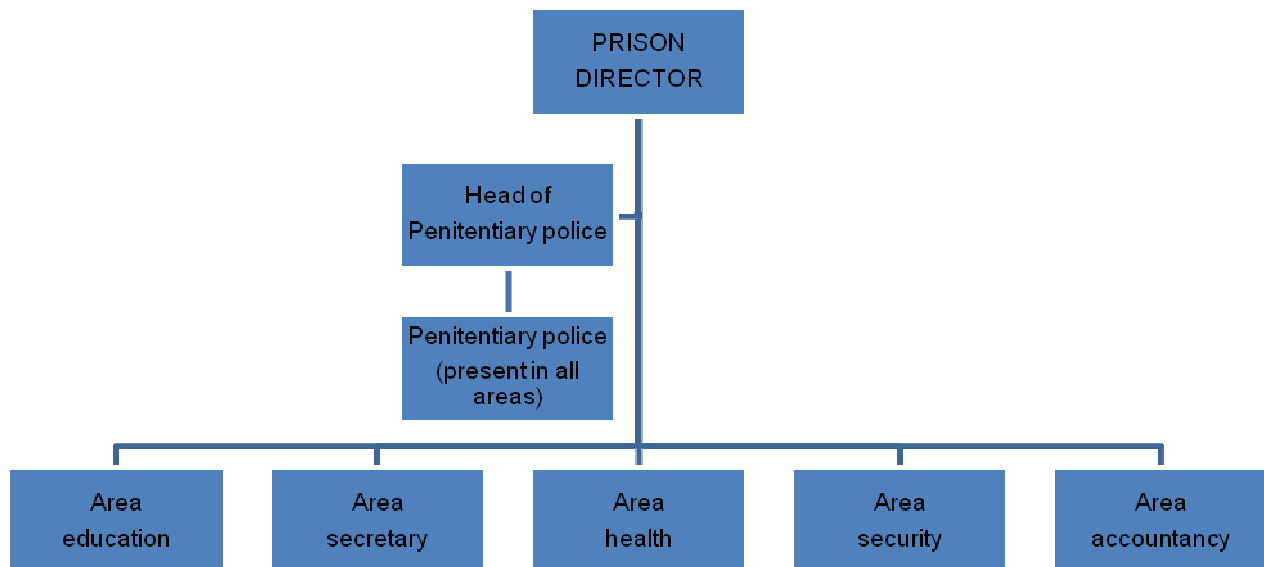 PRISON
DIRECTOR
Head of
Penitentiary police
Penitentiary police
(present in all
areas)
Area
education
Area
secretary
Area
health
Area
security
Area
accountancy